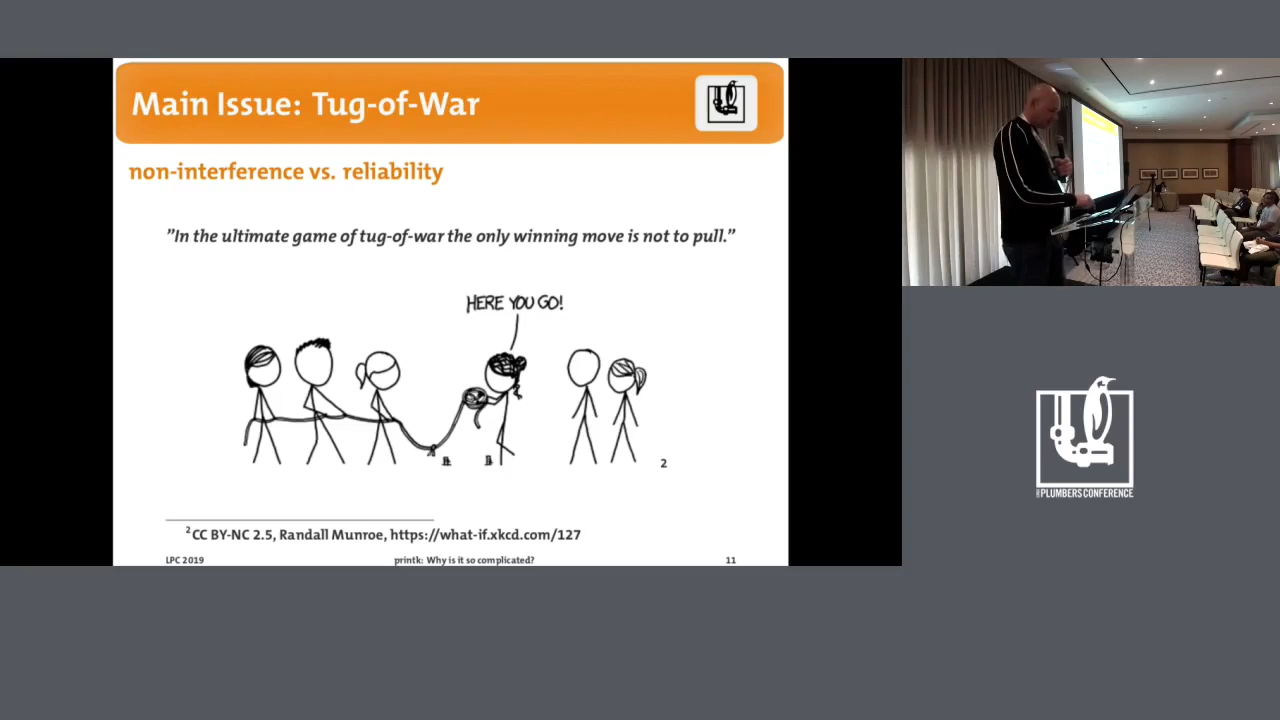 Main Issue: Tug-of-War
non-interference vs. reliability
"In the ultimate game of tug-of-war the only winning move is not to pull."
HERE YOU GO!
2
2 CC BY-NC 2.5, Randall Munroe, https://what-if.xkcd.com/127
LPC 2019 printk: Why is it so complicated? 11
PLUMBERS CONFERENCE